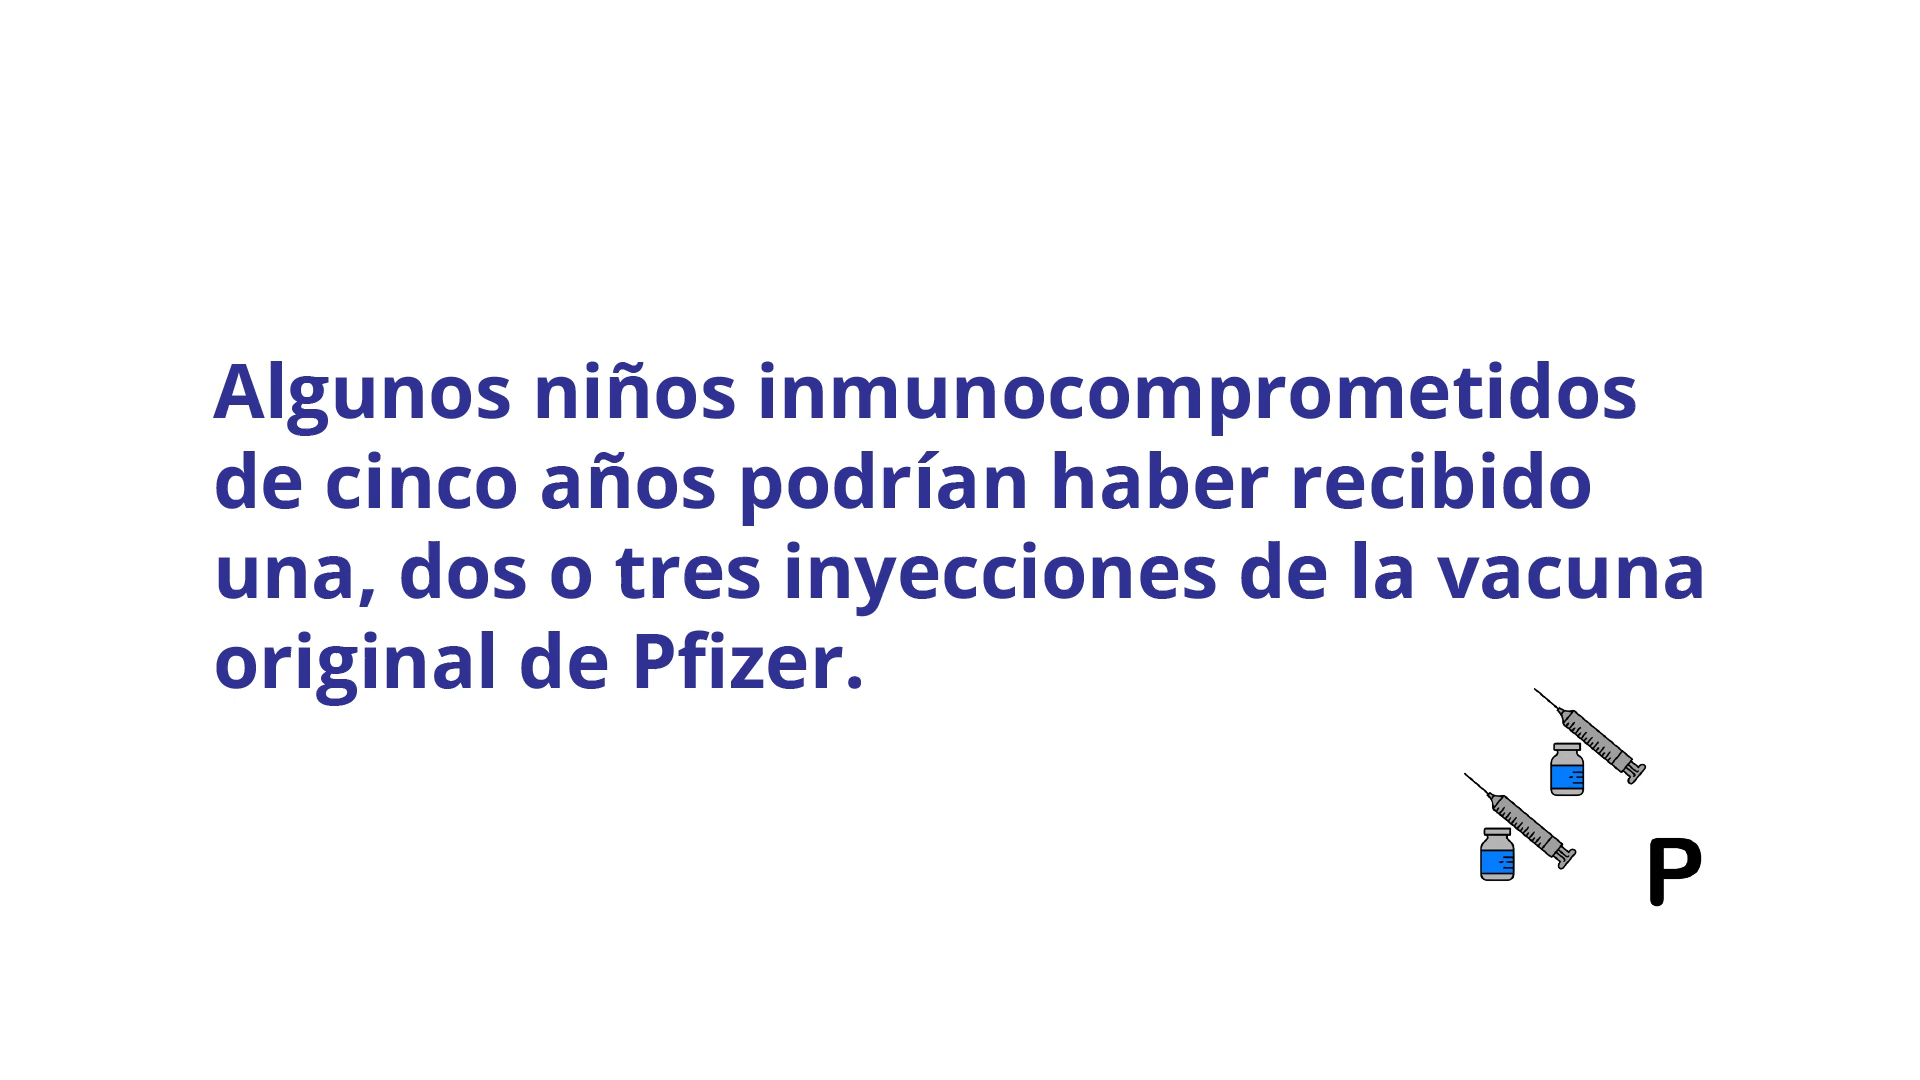 Algunos niños inmunocomprometidos
de cinco años podrían haber recibido
una, dos o tres inyecciones de la vacuna
original de Pfizer.
P